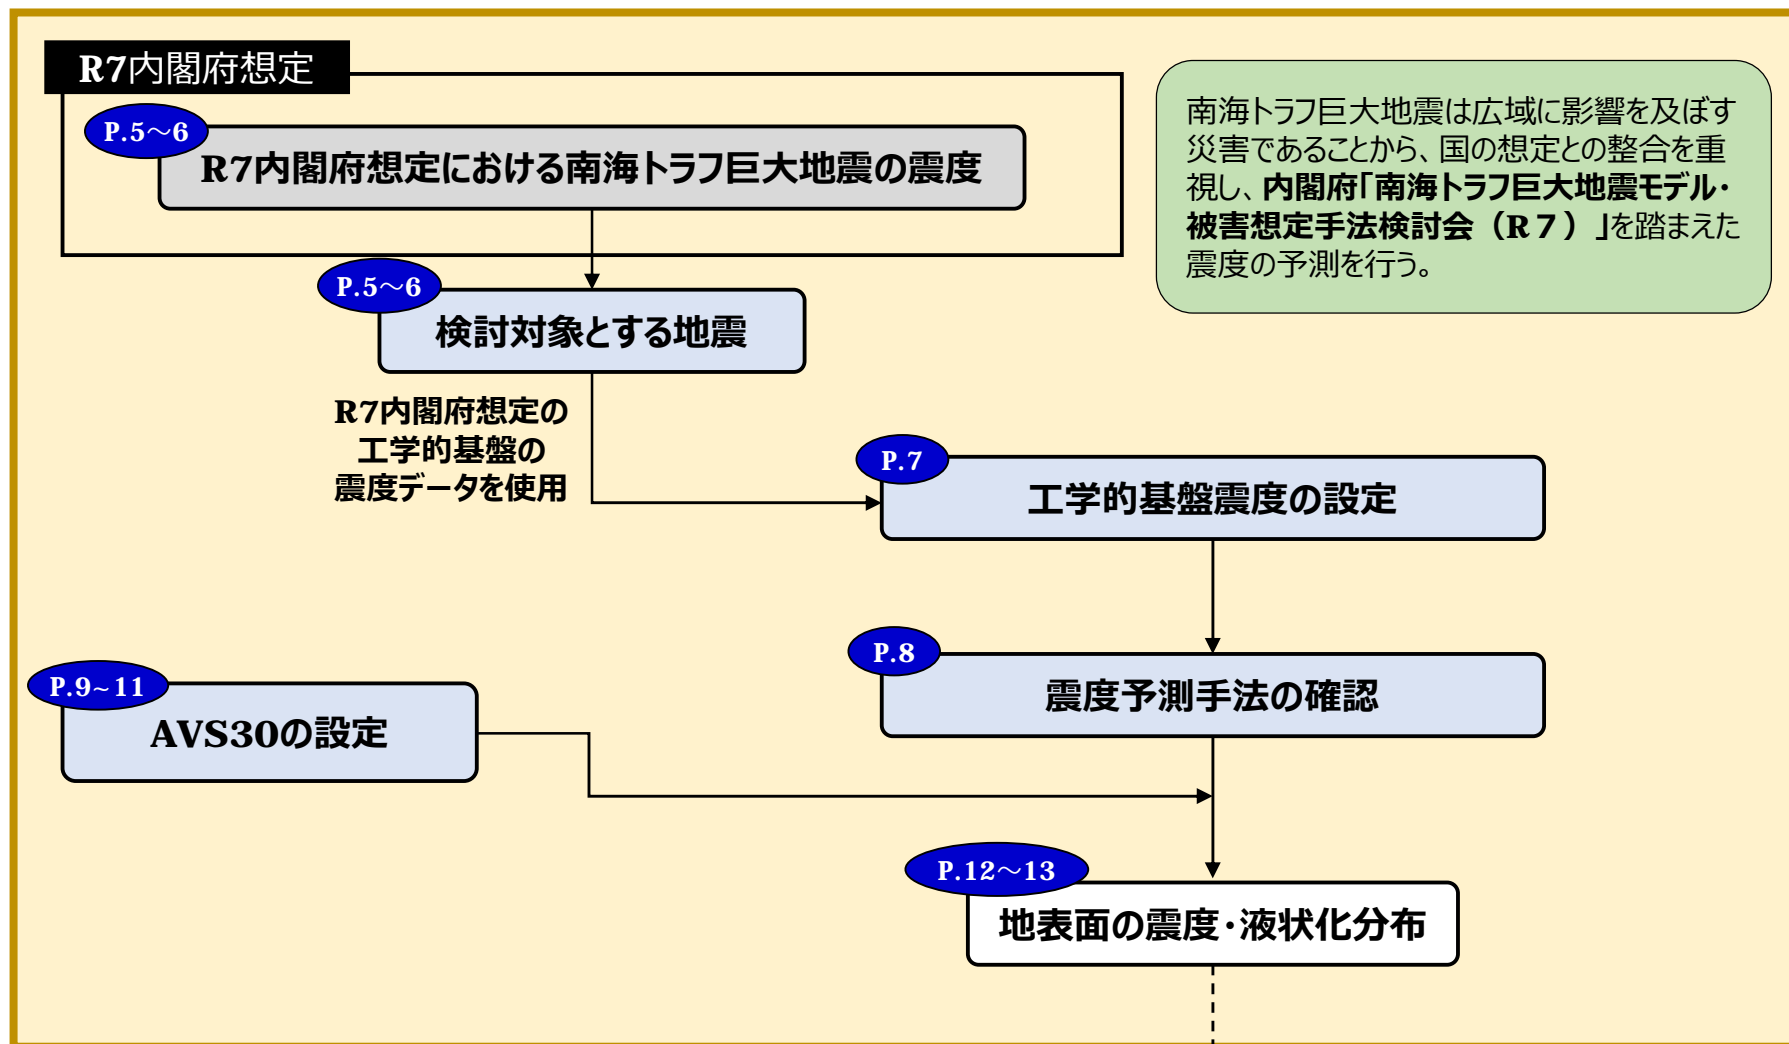 R7内閣府想定
P.5～6
R7内閣府想定における南海トラフ巨大地震の震度
南海トラフ巨大地震は広域に影響を及ぼす
災害であることから、国の想定との整合を重
視し、内閣府「南海トラフ巨大地震モデル・
被害想定手法検討会（R７）」を踏まえた
震度の予測を行う。
P.5～6
検討対象とする地震
R7内閣府想定の
工学的基盤の
震度データを使用
P.7
工学的基盤震度の設定
P.8
震度予測手法の確認
P.9~11
AVS30の設定
P.12～13
地表面の震度・液状化分布